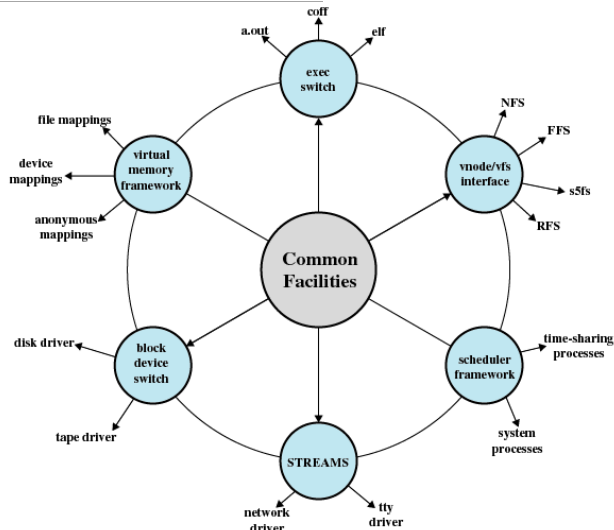 coff
a.out
elf
exec
switch
NFS
FFS
s5fs
RFS
vnode/vfs
interface
file mappings
device
mappings
anonymous
mappings
virtual
memory
framework
Common
Facilities
disk driver
tape driver
block
device
switch
time-sharing
processes
system
processes
scheduler
framework
STREAMS
network
driver
tty
driver